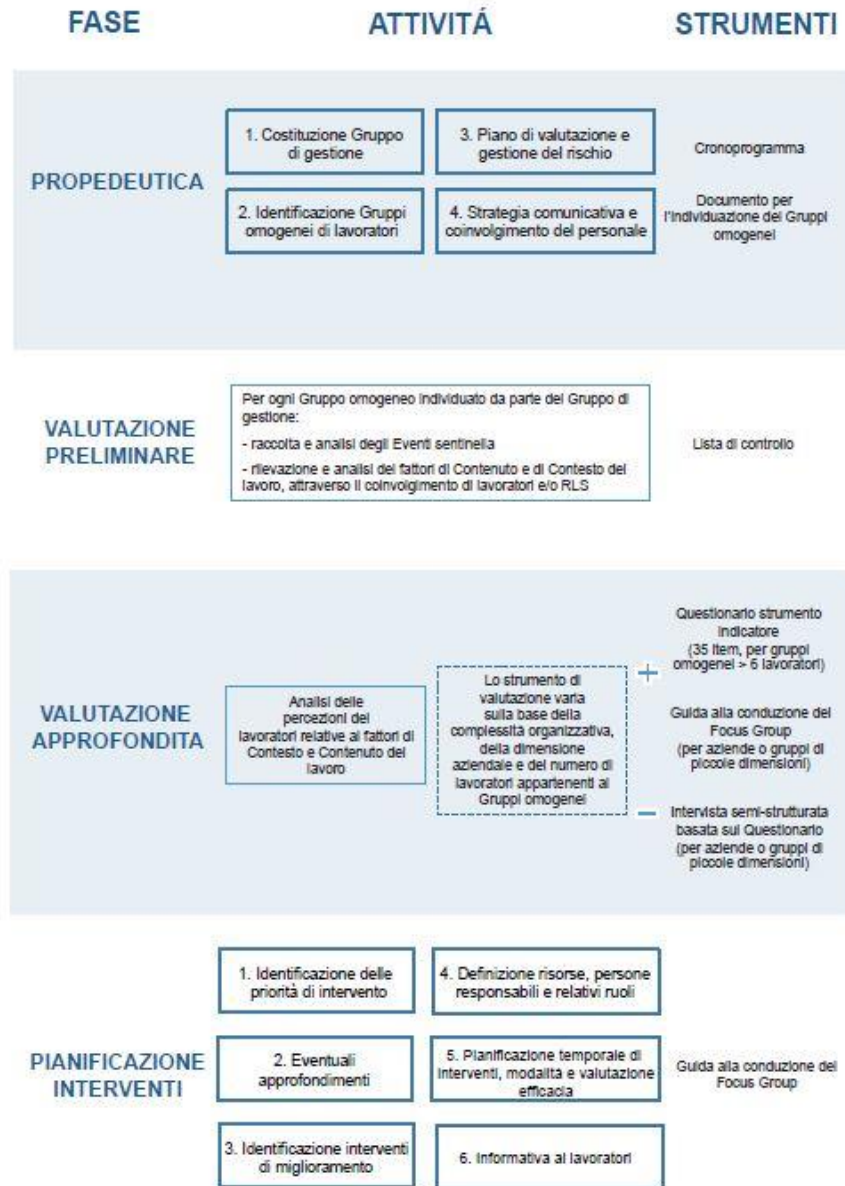 FASE
ATTIVITÁ
STRUMENTI
PROPEDEUTICA
1. Costituzione Gruppo
di gestione
3. Piano di valutazione e
gestione del rischio
2. Identificazione Gruppi
omogenei di lavoratori
4. Strategia comunicativa e
coinvolgimento del personale
Cronoprogramma
Documento per
l'individuazione dei Gruppi
omogenei
VALUTAZIONE
PRELIMINARE
Per ogni Gruppo omogeneo individuato da parte del Gruppo di
gestione:
- raccolta e analisi degli Eventi sentinella
- rilevazione e analisi dei fattori di Contenuto e di Contesto del
lavoro, attraverso il coinvolgimento di lavoratori e/o RLS
Lista di controllo
VALUTAZIONE
APPROFONDITA
Analisi delle
percezioni dei
lavoratori relative ai fattori di
Contesto e Contenuto del
lavoro
Lo strumento di
valutazione varia
sulla base della
complessità organizzativa,
della dimensione
aziendale e del numero di
lavoratori appartenenti ai
Gruppi omogenei
+
−
Questionario strumento
indicatore
(35 item, per gruppi
omogenei > 6 lavoratori)
Guida alla conduzione dei
Focus Group
(per aziende o gruppi di
piccole dimensioni)
Intervista semi-strutturata
basata sul Questionario
(per aziende o gruppi di
piccole dimensioni)
PIANIFICAZIONE
INTERVENTI
1. Identificazione delle
priorità di intervento
4. Definizione risorse, persone
responsabili e relativi ruoli
2. Eventuali
approfondimenti
5. Pianificazione temporale di
interventi, modalità e valutazione
efficacia
3. Identificazione interventi
di miglioramento
6. Informativa ai lavoratori
Guida alla conduzione dei
Focus Group